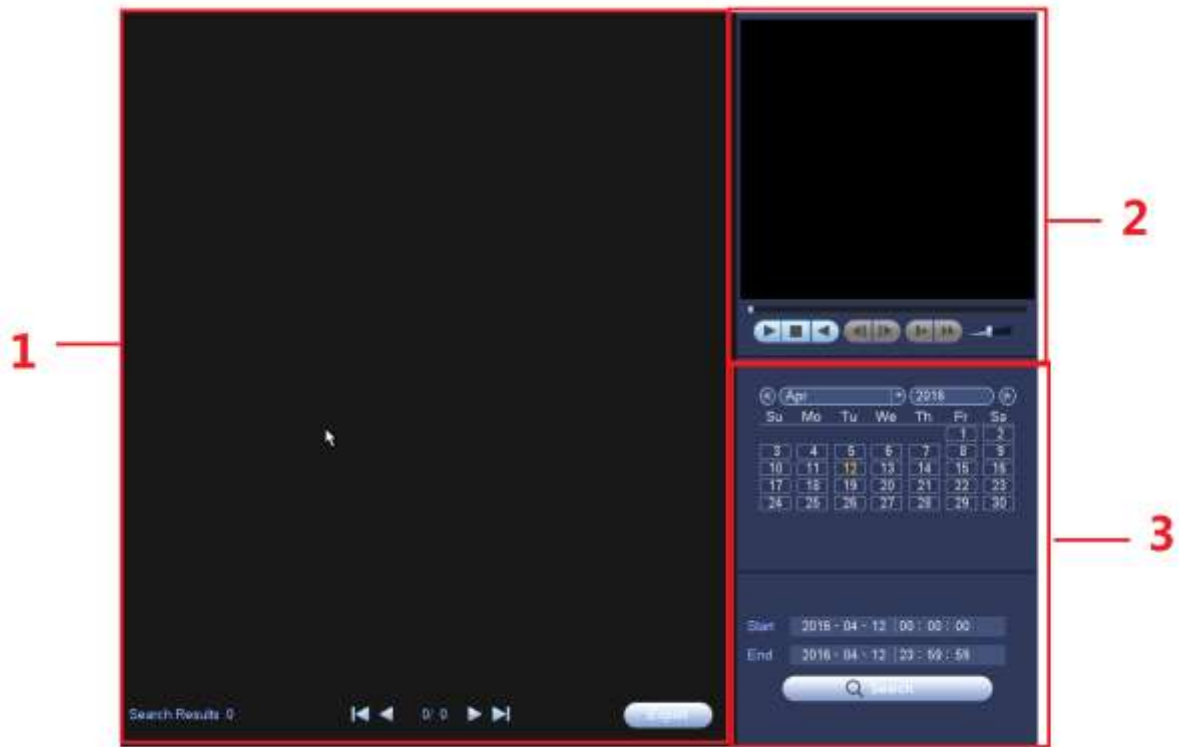 1
2
3
Apr 2016
Su Mo Tu We Th Fr Sa
1 2
3 4 5 6 7 8 9
10 11 12 13 14 15 16
17 18 19 20 21 22 23
24 25 26 27 28 29 30
Start 2016 - 04 - 12 00 : 00 : 00
End 2016 - 04 - 12 23 : 59 : 59
Search
Search Results 0
0/ 0